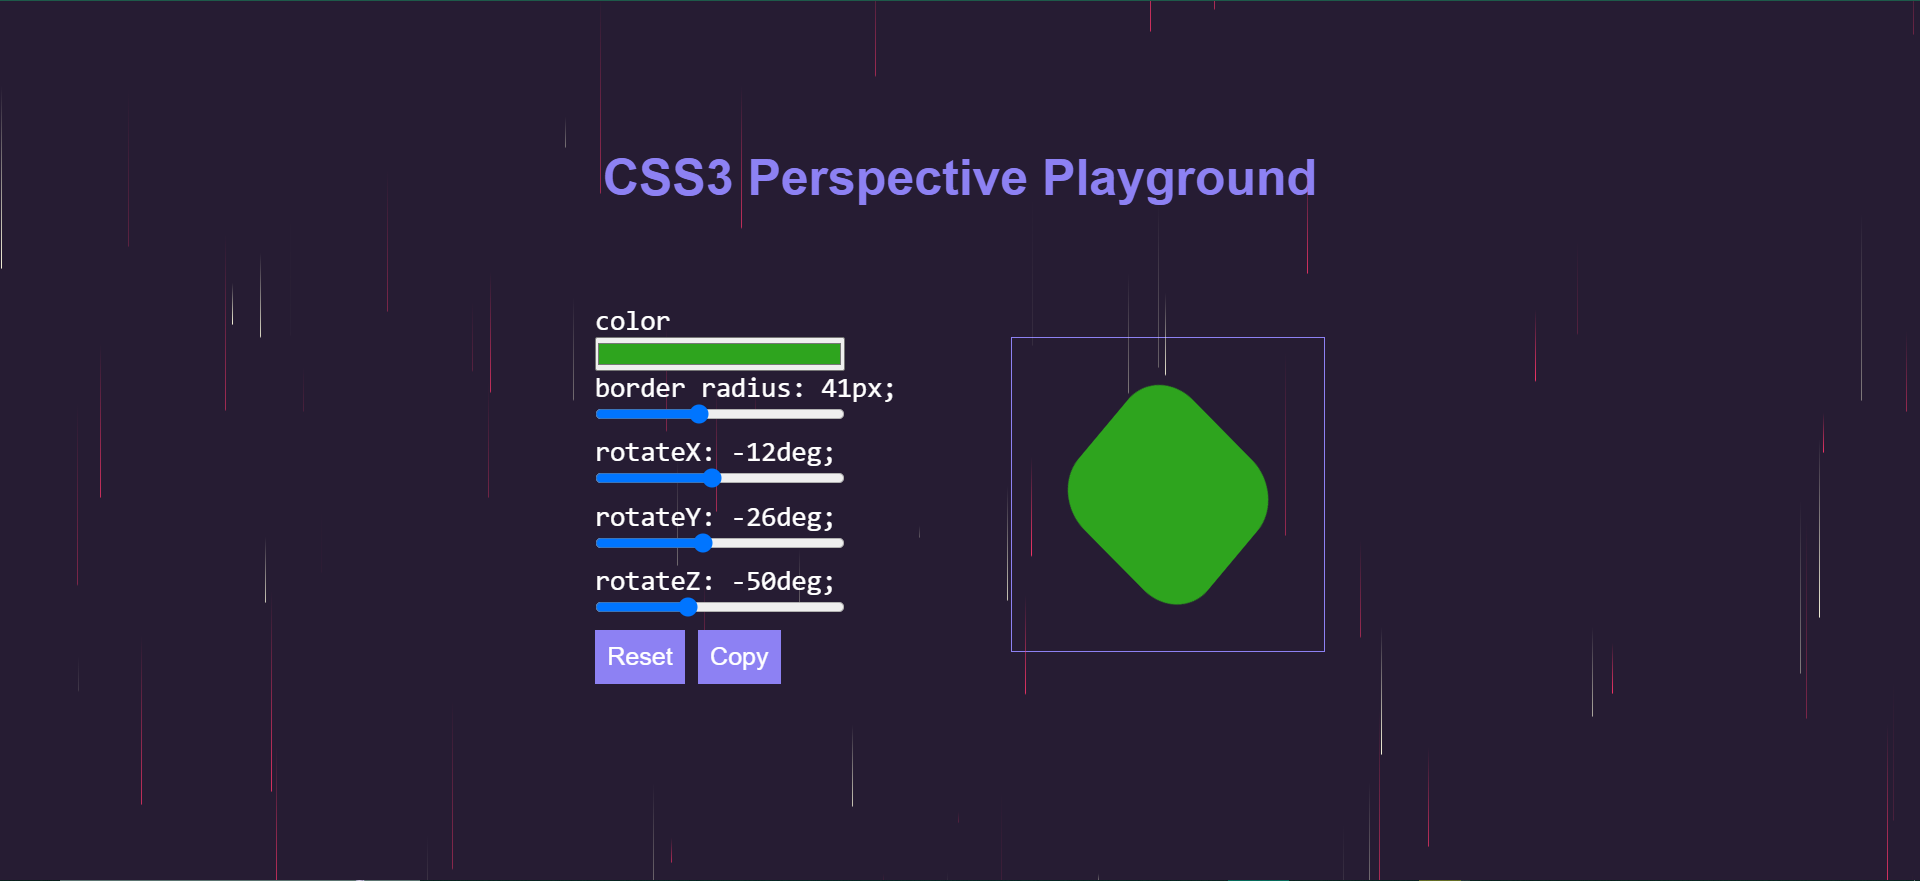 CSS3 Perspective Playground
color
border radius: 41px;
rotateX: -12deg;
rotateY: -26deg;
rotateZ: -50deg;
Reset Copy